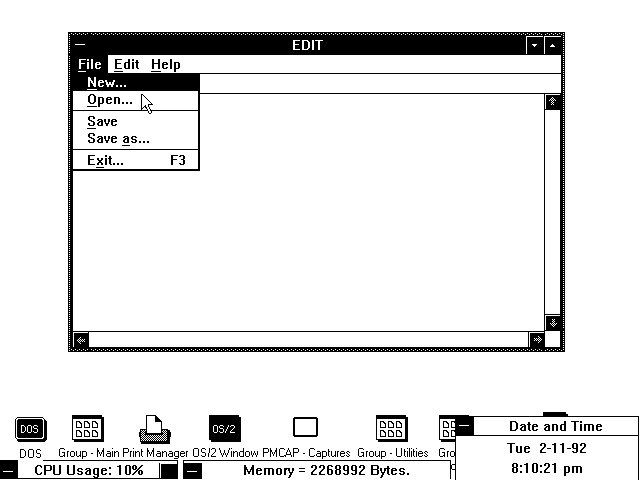 EDIT
File Edit Help
New...
Open...
Save
Save as...
Exit... F3
DOS OS/2
DOS Group - Main Print Manager OS/2 Window PMCAP - Captures Group - Utilities
Date and Time
Tue 2-11-92
8:10:21 pm
CPU Usage: 10% Memory = 2268992 Bytes.